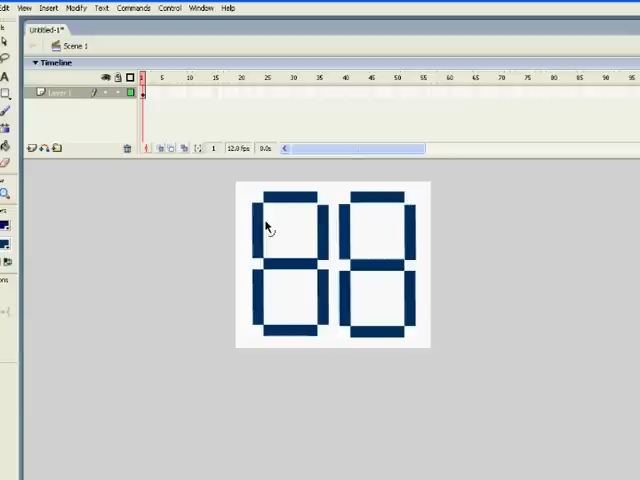 Edit View Insert Modify Text Commands Control Window Help
Untitled-1*
Scene 1
Timeline
1 5 10 15 20 25 30 35 40 45 50 55 60 65 70 75 80 85 90 95
Layer 1
1 12.0 fps 0.0s
88